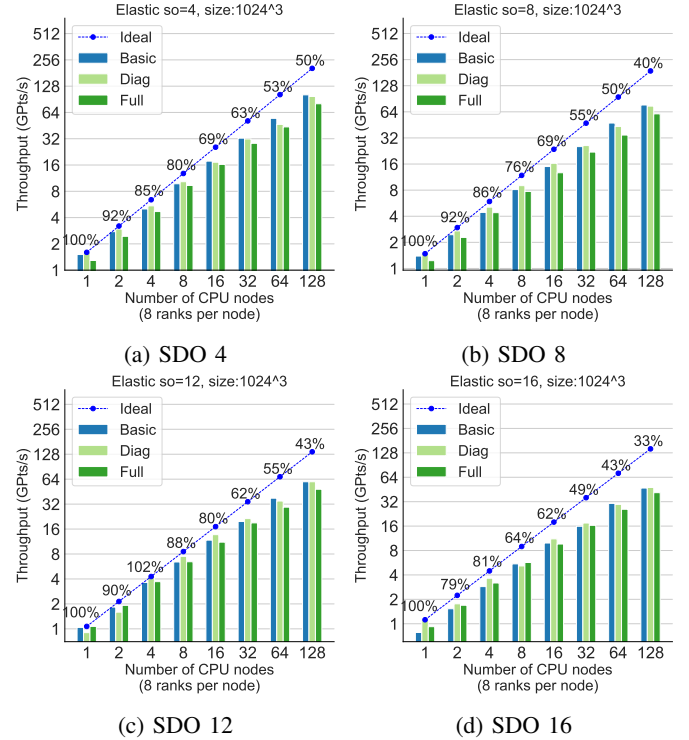 Elastic so=4, size:1024^3
Throughput (GPts/s)
512
256
128
64
32
16
8
4
2
1
Ideal
Basic
Diag
Full
100%
92%
85%
80%
69%
63%
53%
50%
1 2 4 8 16 32 64 128
Number of CPU nodes
(8 ranks per node)
(a) SDO 4
Elastic so=8, size:1024^3
Throughput (GPts/s)
512
256
128
64
32
16
8
4
2
1
Ideal
Basic
Diag
Full
100%
92%
86%
76%
69%
55%
50%
40%
1 2 4 8 16 32 64 128
Number of CPU nodes
(8 ranks per node)
(b) SDO 8
Elastic so=12, size:1024^3
Throughput (GPts/s)
512
256
128
64
32
16
8
4
2
1
Ideal
Basic
Diag
Full
100%
90%
102%
88%
80%
62%
55%
43%
1 2 4 8 16 32 64 128
Number of CPU nodes
(8 ranks per node)
(c) SDO 12
Elastic so=16, size:1024^3
Throughput (GPts/s)
512
256
128
64
32
16
8
4
2
1
Ideal
Basic
Diag
Full
100%
79%
81%
64%
62%
49%
43%
33%
1 2 4 8 16 32 64 128
Number of CPU nodes
(8 ranks per node)
(d) SDO 16